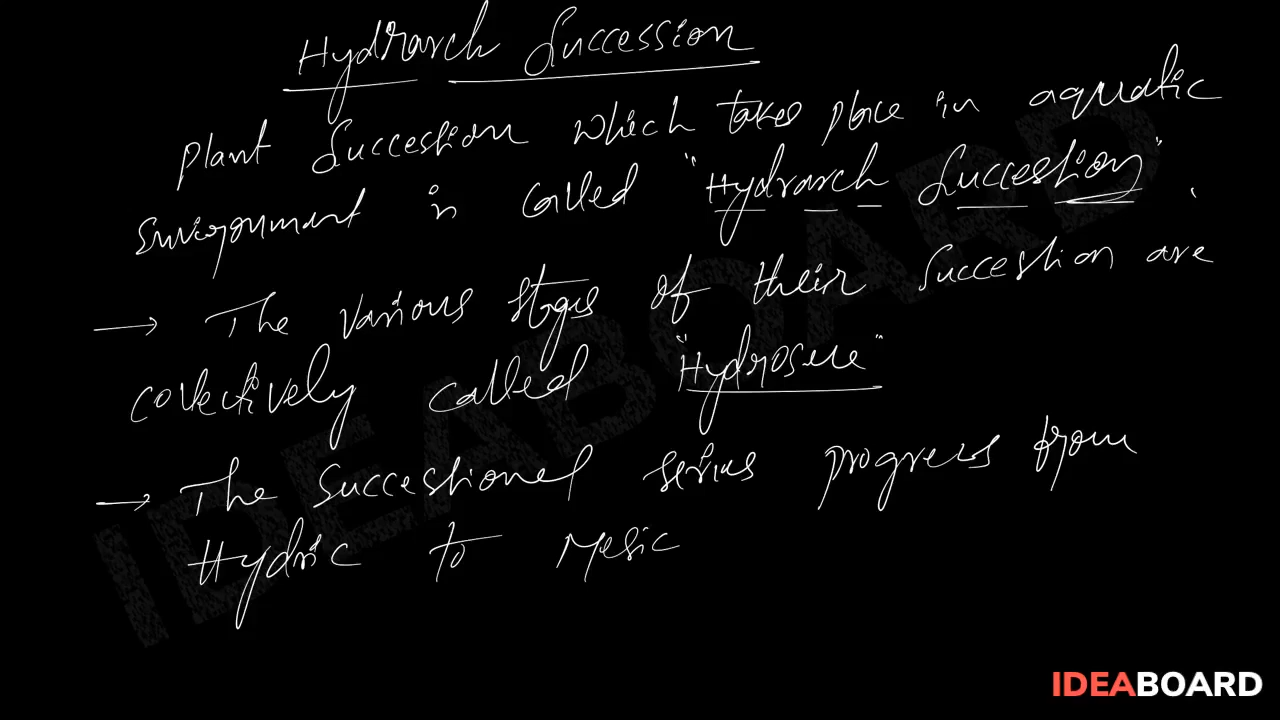 Hydrarch Succession
Plant Succession which takes place in aquatic
Environment is called "Hydrarch Succession".
→ The various stages of their Succession are
collectively called "Hydrosere"
→ The Successional series progress from
Hydric to Mesic
IDEABOARD
IDEABOARD